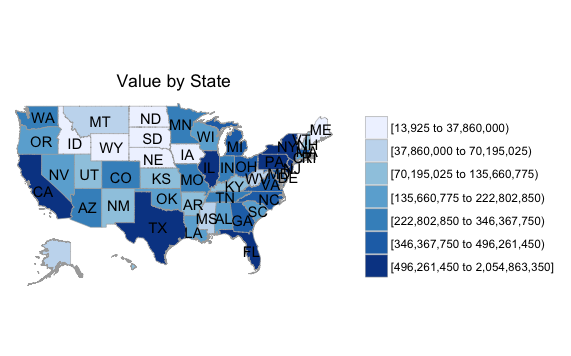 Value by State
WA
MT
ND
MN
ME
OR
ID
SD
WI
MI
NY
VT
NH
WY
IA
NE
PA
NJ
NV
UT
CO
KS
MO
IL
IN
OH
WV
MD
DE
CA
KY
VA
AZ
NM
OK
AR
TN
NC
SC
TX
LA
MS
AL
GA
FL
[13,925 to 37,860,000)
[37,860,000 to 70,195,025)
[70,195,025 to 135,660,775)
[135,660,775 to 222,802,850)
[222,802,850 to 346,367,750)
[346,367,750 to 496,261,450)
[496,261,450 to 2,054,863,350]